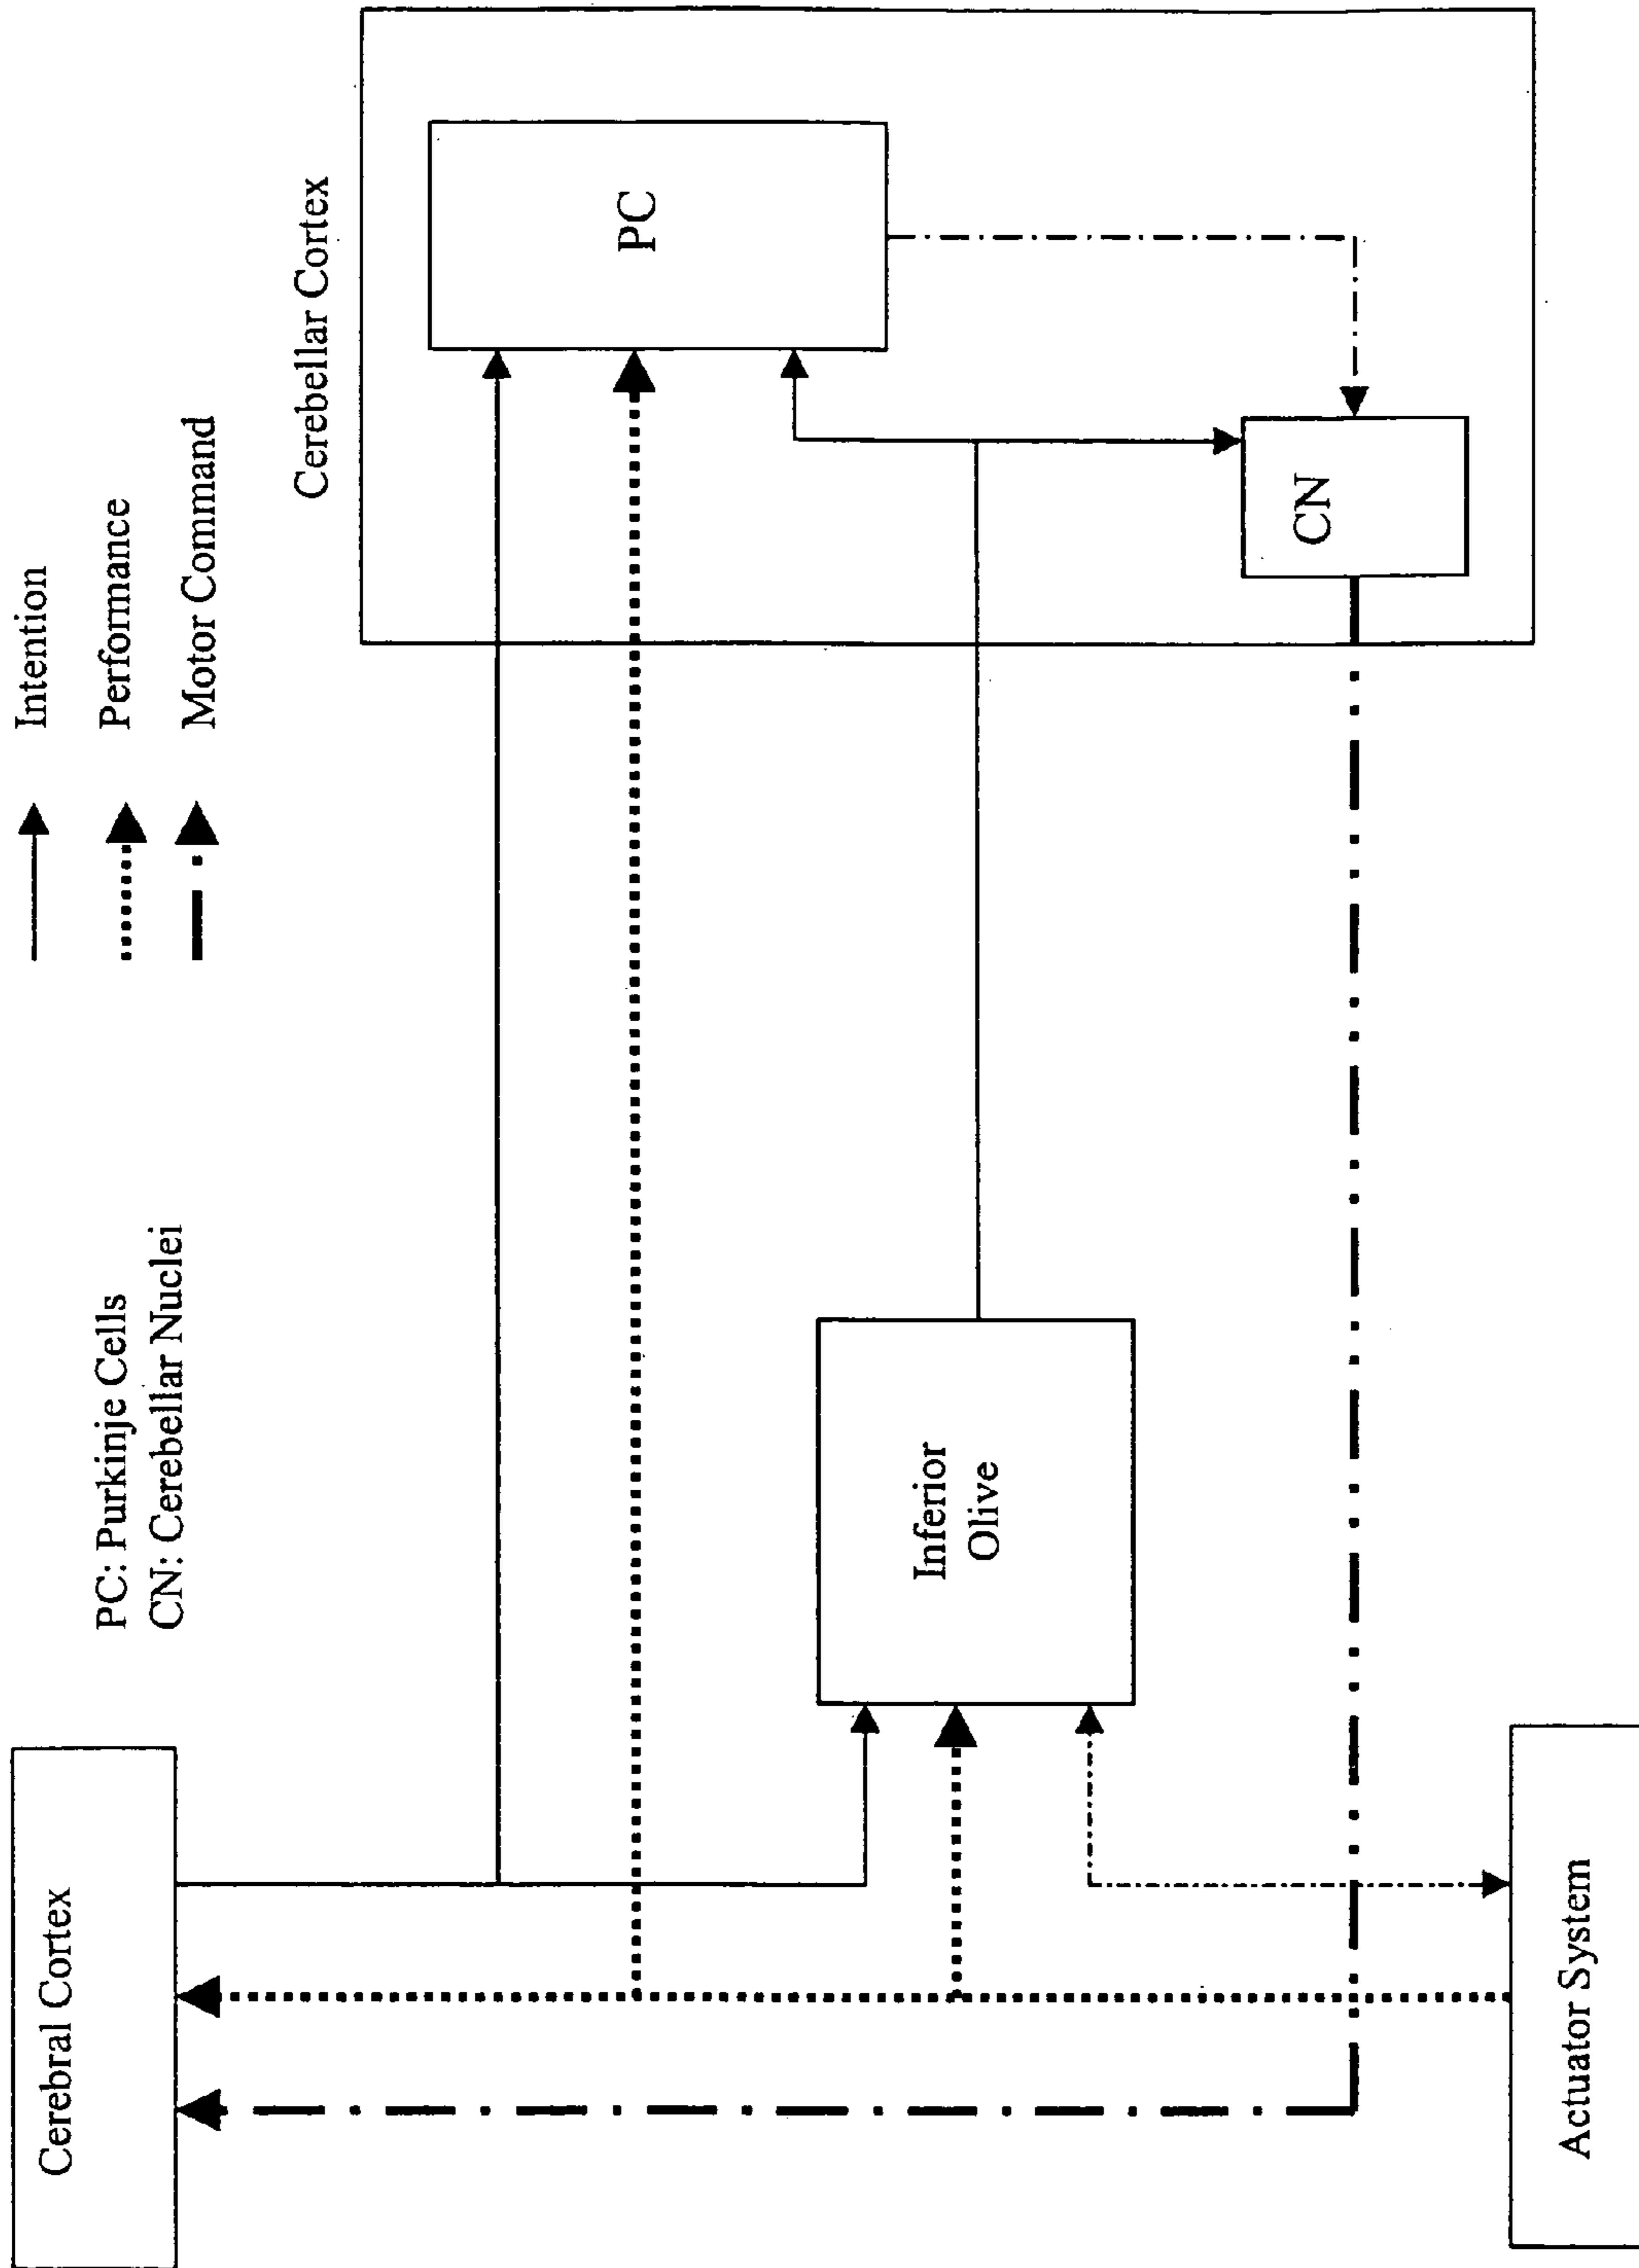 Intention
Performance
Motor Command
PC: Purkinje Cells
CN: Cerebellar Nuclei
Cerebral Cortex
Cerebellar Cortex
PC
CN
Inferior
Olive
Actuator System